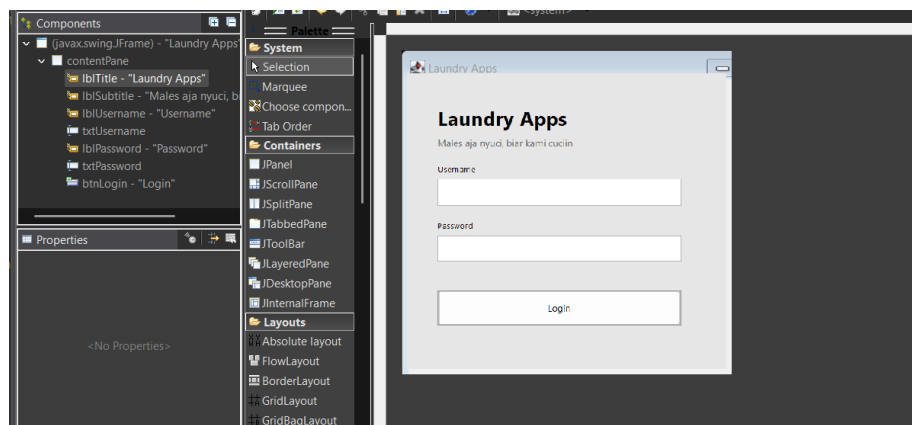 <system>
Components
(javax.swing.JFrame) - "Laundry Apps"
contentPane
lblTitle - "Laundry Apps"
lblSubtitle - "Males aja nyuci, bi
lblUsername - "Username"
txtUsername
lblPassword - "Password"
txtPassword
btnLogin - "Login"
Properties
<No Properties>
Palette
System
Selection
Marquee
Choose compon...
Tab Order
Containers
JPanel
JScrollPane
JSplitPane
JTabbedPane
JToolBar
JLayeredPane
JDesktopPane
JInternalFrame
Layouts
Absolute layout
FlowLayout
BorderLayout
GridLayout
GridBagLayout
Laundry Apps
Laundry Apps
Males aja nyuci, biar kami cuciin
Username
Password
Login